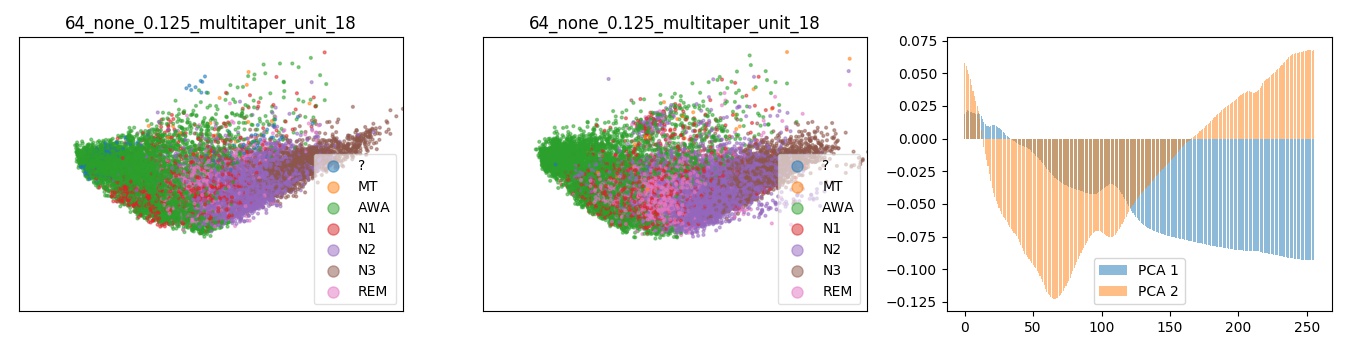 64_none_0.125_multitaper_unit_18
?
MT
AWA
N1
N2
N3
REM
64_none_0.125_multitaper_unit_18
?
MT
AWA
N1
N2
N3
REM
0.075
0.050
0.025
0.000
−0.025
−0.050
−0.075
−0.100
−0.125
PCA 1
PCA 2
0 50 100 150 200 250